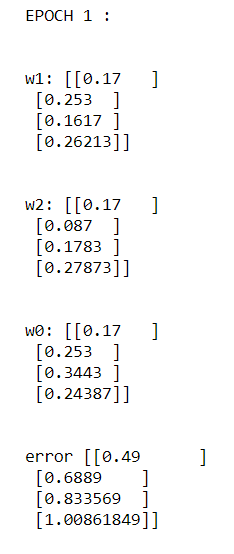 EPOCH 1 :
w1: [[0.17   ]
 [0.253  ]
 [0.1617 ]
 [0.26213]]
w2: [[0.17   ]
 [0.087  ]
 [0.1783 ]
 [0.27873]]
w0: [[0.17   ]
 [0.253  ]
 [0.3443 ]
 [0.24387]]
error [[0.49      ]
 [0.6889    ]
 [0.833569  ]
 [1.00861849]]